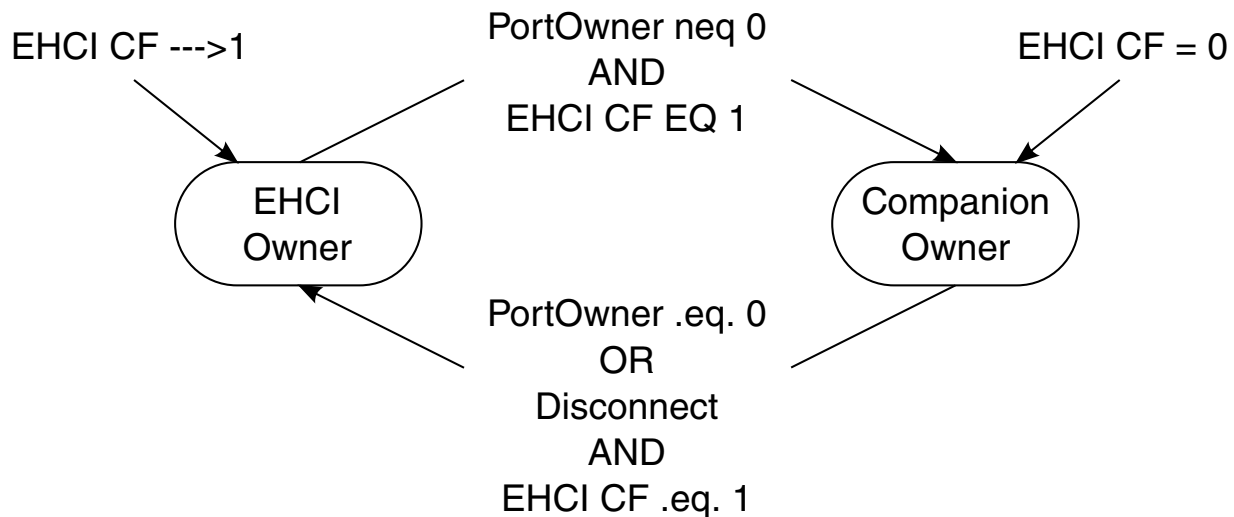 EHCI CF --->1
PortOwner neq 0
AND
EHCI CF EQ 1
EHCI CF = 0
EHCI
Owner
Companion
Owner
PortOwner .eq. 0
OR
Disconnect
AND
EHCI CF .eq. 1